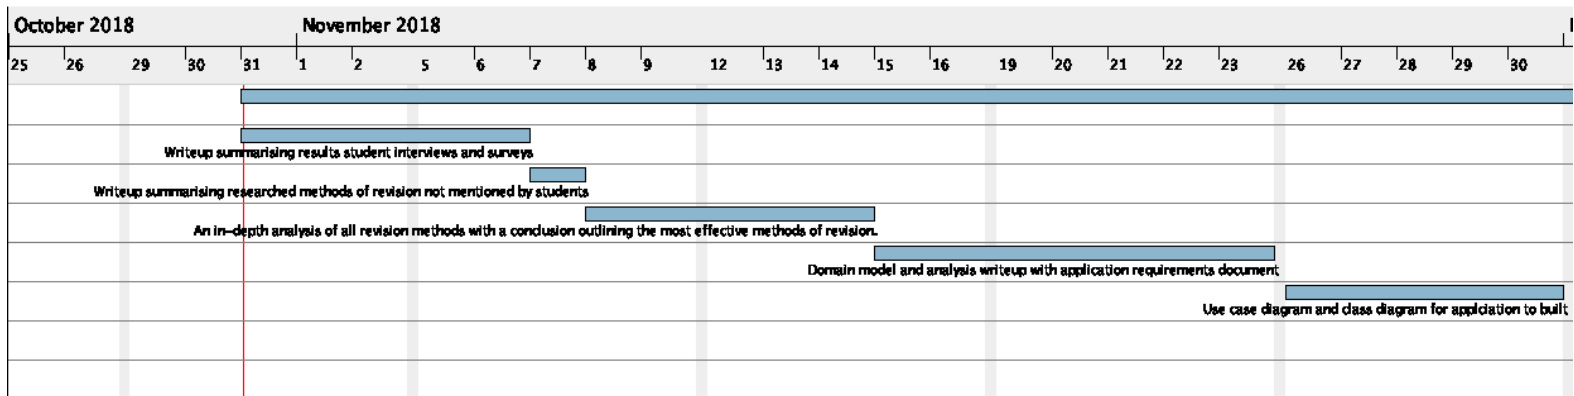 October 2018 November 2018
25 26 29 30 31 1 2 5 6 7 8 9 12 13 14 15 16 19 20 21 22 23 26 27 28 29 30
Writeup summarising results student interviews and surveys
Writeup summarising researched methods of revision not mentioned by students
An in-depth analysis of all revision methods with a conclusion outlining the most effective methods of revision.
Domain model and analysis writeup with application requirements document
Use case diagram and class diagram for applciation to built